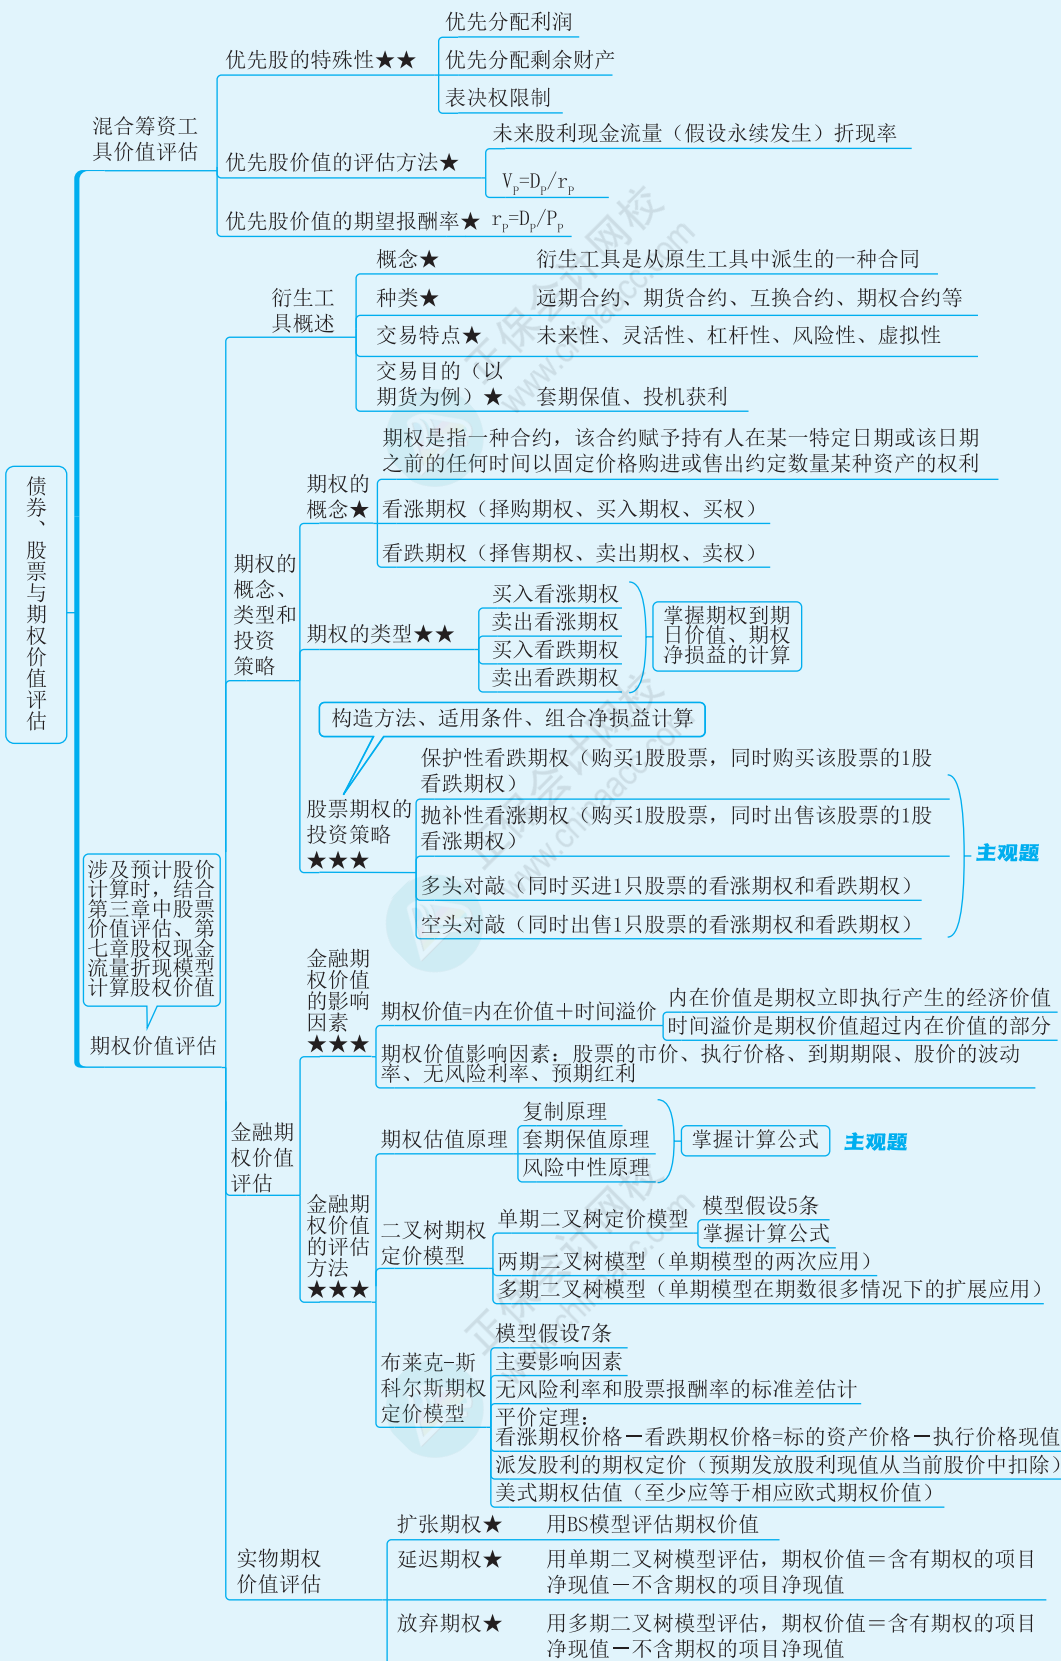 债券、股票与期权价值评估
混合筹资工
具价值评估
优先股的特殊性★★
优先分配利润
优先分配剩余财产
表决权限制
优先股价值的评估方法★
未来股利现金流量（假设永续发生）折现率
Vₚ=Dₚ/rₚ
优先股价值的期望报酬率★ rₚ=Dₚ/Pₚ
涉及预计股价
计算时，结合
第三章中股票
价值评估、第
七章股权现金
流量折现模型
计算股权价值
期权价值评估
衍生工
具概述
概念★ 衍生工具是从原生工具中派生的一种合同
种类★ 远期合约、期货合约、互换合约、期权合约等
交易特点★ 未来性、灵活性、杠杆性、风险性、虚拟性
交易目的（以
期货为例）★ 套期保值、投机获利
期权的
概念、
类型和
投资
策略
期权的
概念★
期权是指一种合约，该合约赋予持有人在某一特定日期或该日期
之前的任何时间以固定价格购进或售出约定数量某种资产的权利
看涨期权（择购期权、买入期权、买权）
看跌期权（择售期权、卖出期权、卖权）
期权的类型★★
买入看涨期权
卖出看涨期权
买入看跌期权
卖出看跌期权
掌握期权到期
日价值、期权
净损益的计算
构造方法、适用条件、组合净损益计算
股票期权的
投资策略
★★★
保护性看跌期权（购买1股股票，同时购买该股票的1股
看跌期权）
抛补性看涨期权（购买1股股票，同时出售该股票的1股
看涨期权）
多头对敲（同时买进1只股票的看涨期权和看跌期权）
空头对敲（同时出售1只股票的看涨期权和看跌期权）
主观题
金融期
权价值
评估
金融期
权价值
的影响
因素
★★★
期权价值=内在价值＋时间溢价
内在价值是期权立即执行产生的经济价值
时间溢价是期权价值超过内在价值的部分
期权价值影响因素：股票的市价、执行价格、到期期限、股价的波动
率、无风险利率、预期红利
金融期
权价值
的评估
方法
★★★
期权估值原理
复制原理
套期保值原理
风险中性原理
掌握计算公式
主观题
二叉树期权
定价模型
单期二叉树定价模型
模型假设5条
掌握计算公式
两期二叉树模型（单期模型的两次应用）
多期二叉树模型（单期模型在期数很多情况下的扩展应用）
布莱克-斯
科尔斯期权
定价模型
模型假设7条
主要影响因素
无风险利率和股票报酬率的标准差估计
平价定理：
看涨期权价格－看跌期权价格=标的资产价格－执行价格现值
派发股利的期权定价（预期发放股利现值从当前股价中扣除）
美式期权估值（至少应等于相应欧式期权价值）
实物期权
价值评估
扩张期权★ 用BS模型评估期权价值
延迟期权★ 用单期二叉树模型评估，期权价值＝含有期权的项目
净现值－不含期权的项目净现值
放弃期权★ 用多期二叉树模型评估，期权价值＝含有期权的项目
净现值－不含期权的项目净现值
正保会计网校
www.chinaacc.com
正保会计网校
www.chinaacc.com
正保会计网校
www.chinaacc.com